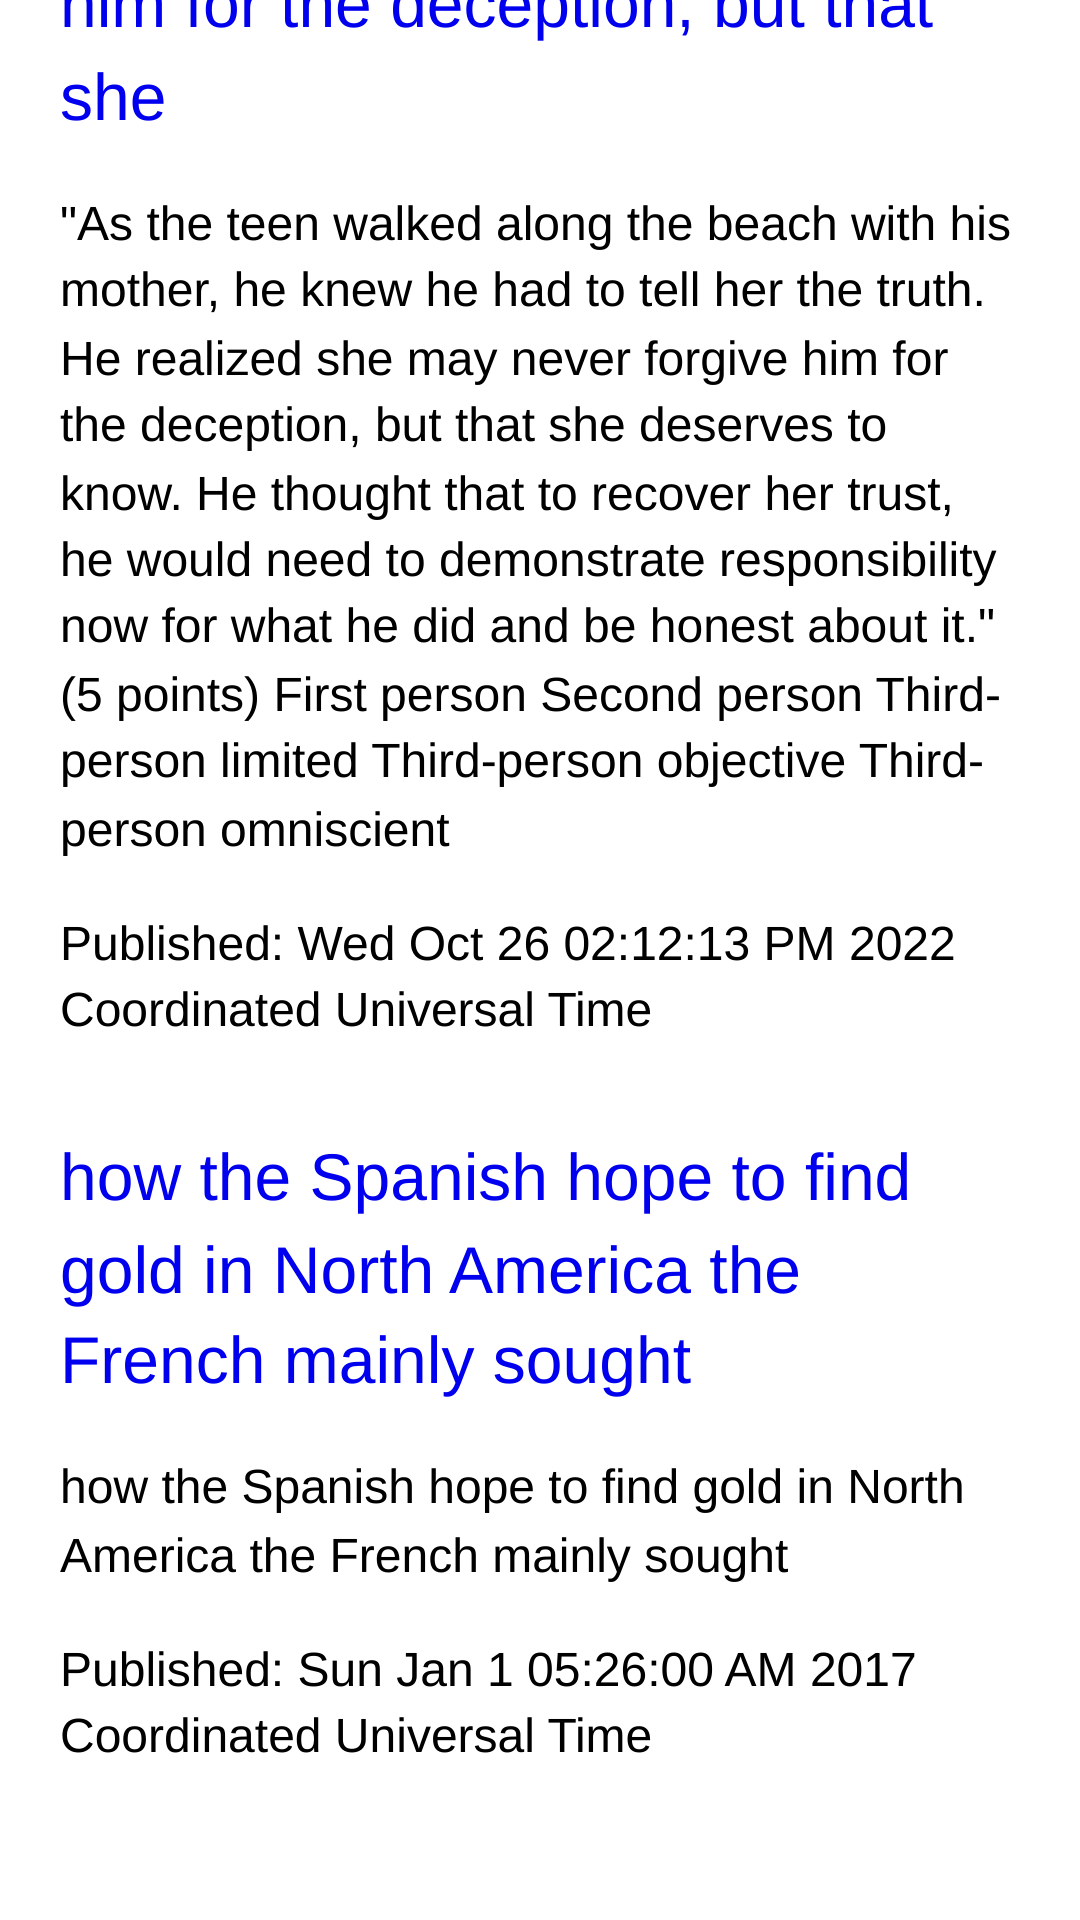 him for the deception, but that
she
"As the teen walked along the beach with his
mother, he knew he had to tell her the truth.
He realized she may never forgive him for
the deception, but that she deserves to
know. He thought that to recover her trust,
he would need to demonstrate responsibility
now for what he did and be honest about it."
(5 points) First person Second person Third-
person limited Third-person objective Third-
person omniscient
Published: Wed Oct 26 02:12:13 PM 2022
Coordinated Universal Time
how the Spanish hope to find
gold in North America the
French mainly sought
how the Spanish hope to find gold in North
America the French mainly sought
Published: Sun Jan 1 05:26:00 AM 2017
Coordinated Universal Time